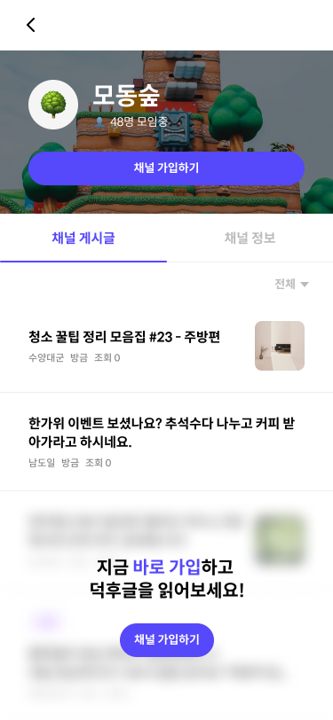 모동숲
48명 모임중
채널 가입하기
채널 게시글
채널 정보
전체
청소 꿀팁 정리 모음집 #23 - 주방편
수양대군 방금 조회 0
한가위 이벤트 보셨나요? 추석수다 나누고 커피 받
아가라고 하시네요.
남도일 방금 조회 0
지금 바로 가입하고
덕후글을 읽어보세요!
채널 가입하기